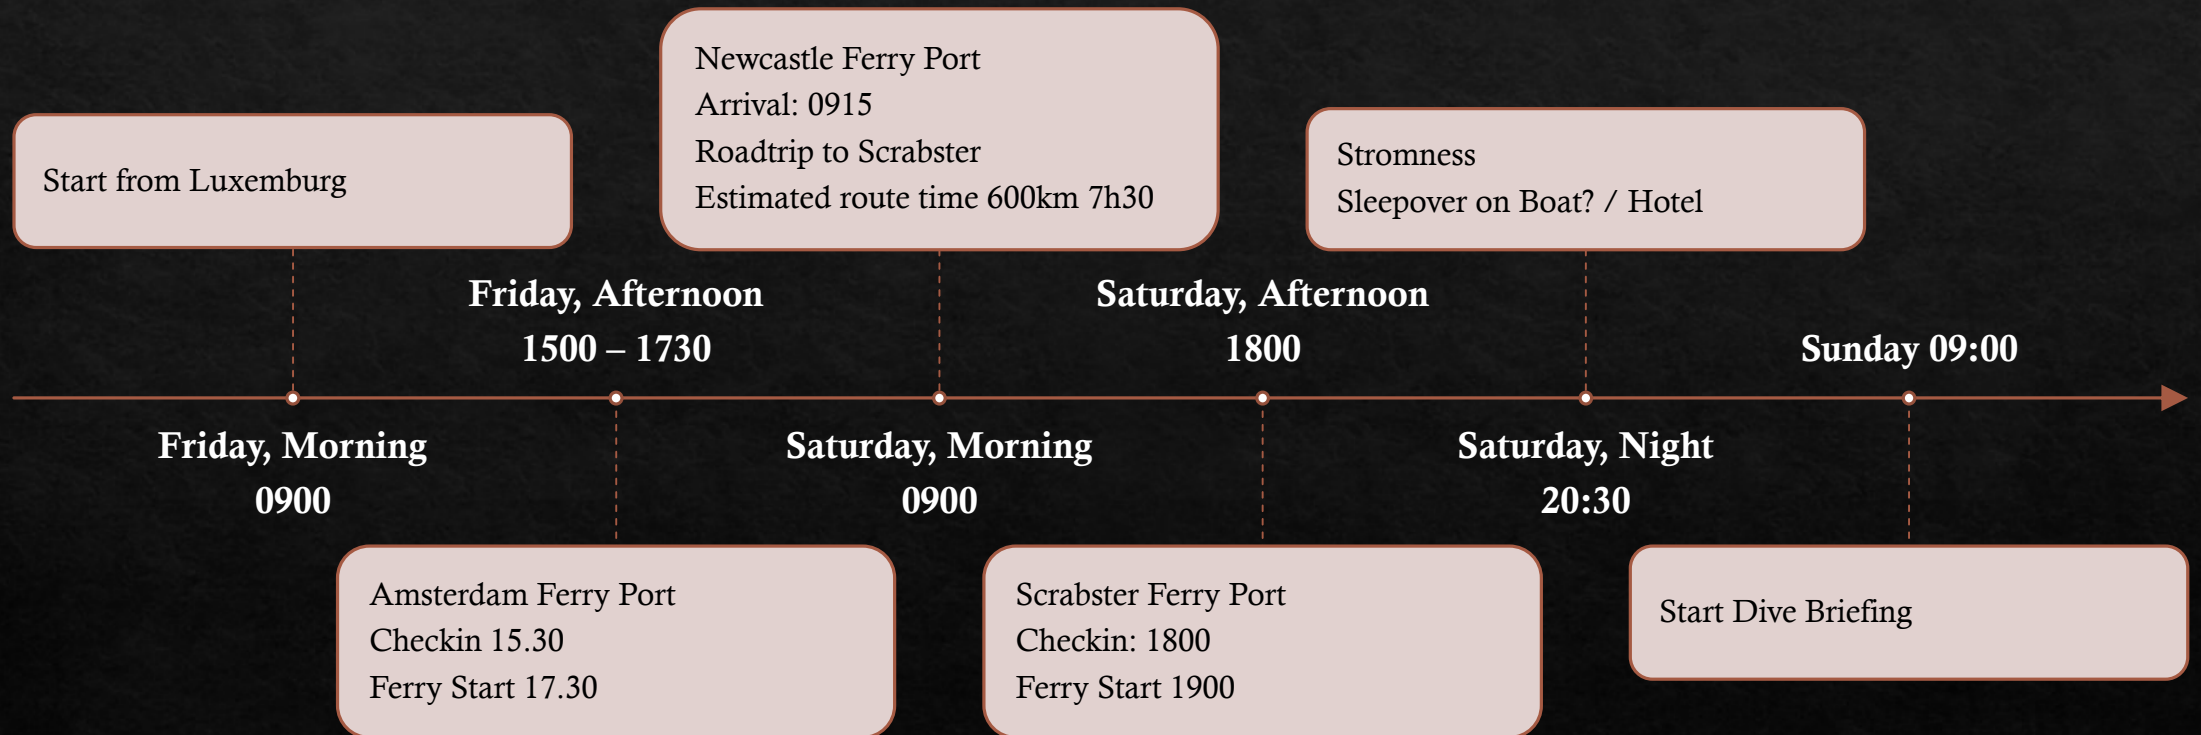 Start from Luxemburg
Friday, Morning
0900
Friday, Afternoon
1500 – 1730
Amsterdam Ferry Port
Checkin 15.30
Ferry Start 17.30
Newcastle Ferry Port
Arrival: 0915
Roadtrip to Scrabster
Estimated route time 600km 7h30
Saturday, Morning
0900
Saturday, Afternoon
1800
Scrabster Ferry Port
Checkin: 1800
Ferry Start 1900
Stromness
Sleepover on Boat? / Hotel
Saturday, Night
20:30
Sunday 09:00
Start Dive Briefing